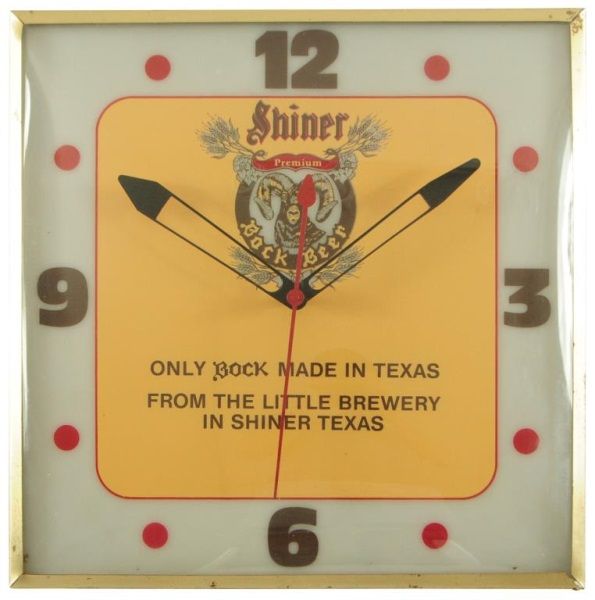 12
Shiner
Premium
Bock Beer
9
3
ONLY BOCK MADE IN TEXAS
FROM THE LITTLE BREWERY
IN SHINER TEXAS
6